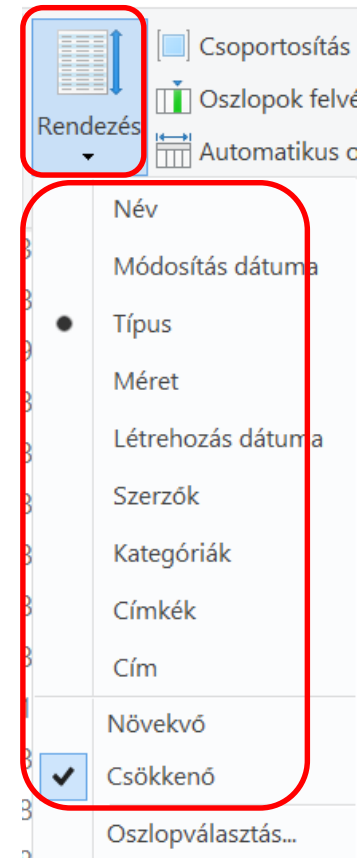 Csoportosítás
Oszlopok felvé
Rendezés
Automatikus o
Név
Módosítás dátuma
Típus
Méret
Létrehozás dátuma
Szerzők
Kategóriák
Címkék
Cím
Növekvő
Csökkenő
Oszlopválasztás...